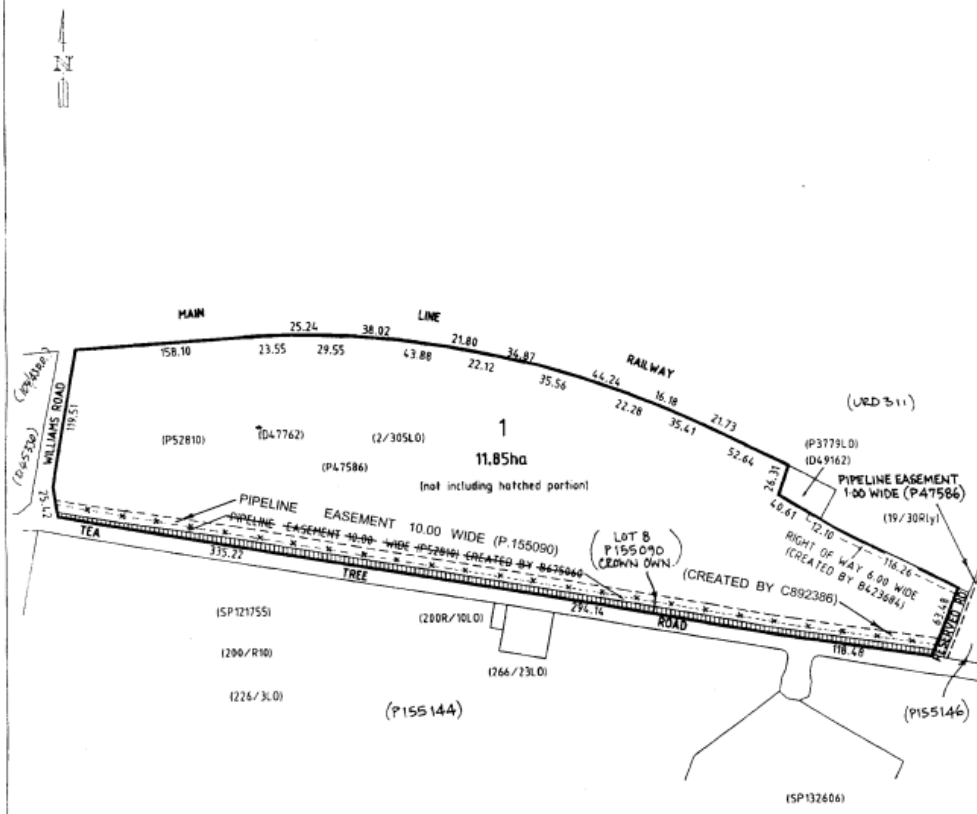 MAIN
LINE
RAILWAY
25.24
38.02
21.80
34.87
44.24
16.18
21.73
158.10
23.55
29.55
43.88
22.12
35.56
22.28
35.41
52.64
(URD 311)
WILLIAMS ROAD
119.51
(D45330)
25.42
1
11.85ha
(not including hatched portion)
(P52810)
(D47762)
(2/305LO)
(P47586)
(P3779LO)
(D49162)
26.31
40.61
12.10
116.26
PIPELINE EASEMENT
1·00 WIDE (P47586)
(19/30Rly)
RIGHT OF WAY 6.00 WIDE
(CREATED BY B423684)
63.48
RESERVED RD
PIPELINE EASEMENT 10.00 WIDE (P.155090)
PIPELINE EASEMENT 10.00 WIDE (P52810) CREATED BY B675060
LOT B
P155090
CROWN OWN.
(CREATED BY C892386)
TEA
TREE
ROAD
335.22
294.14
118.48
(SP121755)
(200/R10)
(226/3LO)
(200R/10LO)
(266/23LO)
(P155144)
(P155146)
(SP132606)